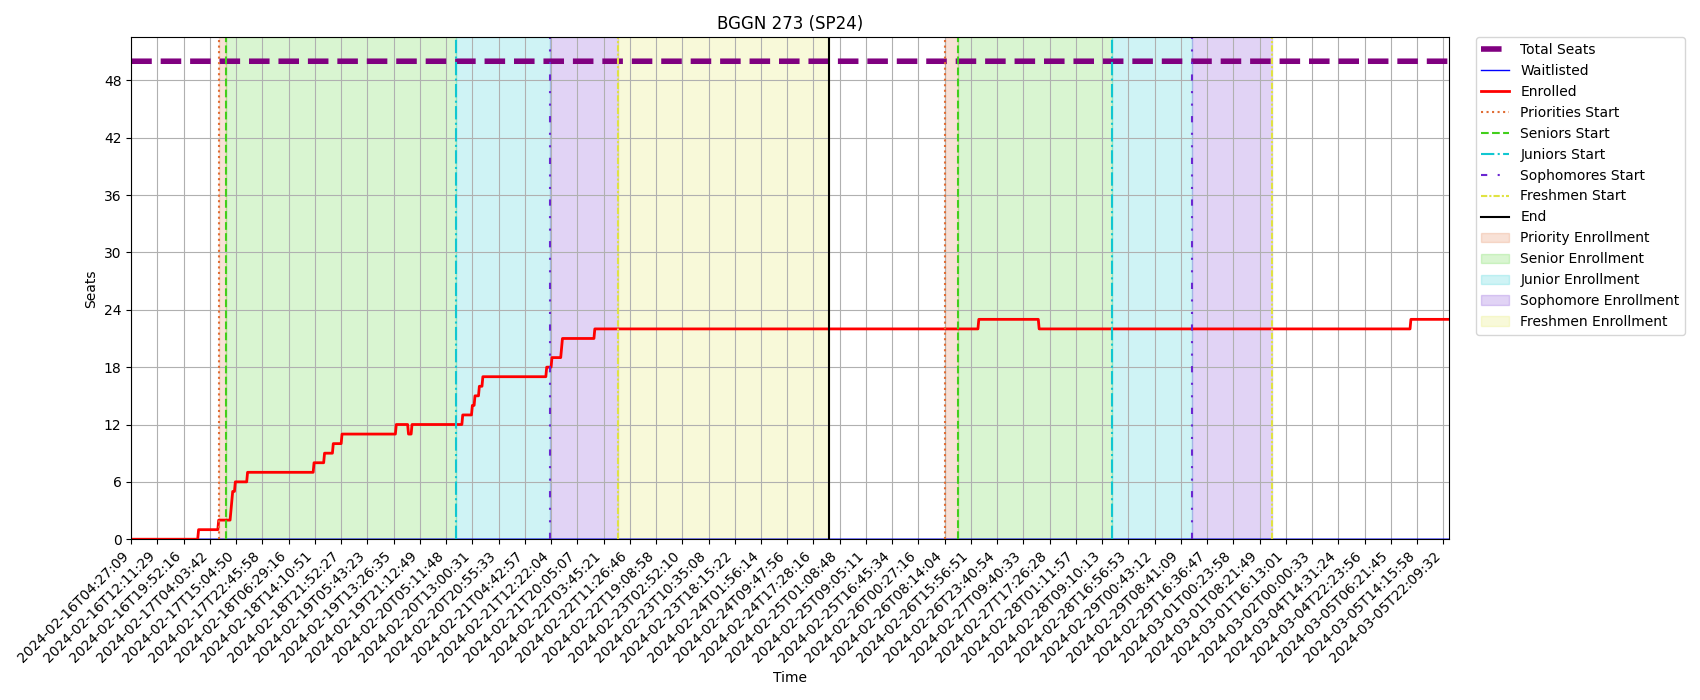 BGGN 273 (SP24)
Total Seats
Waitlisted
Enrolled
Priorities Start
Seniors Start
Juniors Start
Sophomores Start
Freshmen Start
End
Priority Enrollment
Senior Enrollment
Junior Enrollment
Sophomore Enrollment
Freshmen Enrollment
Seats
48
42
36
30
24
18
12
6
0
2024-02-16T04:27:09
2024-02-16T12:11:29
2024-02-16T19:52:16
2024-02-17T04:03:42
2024-02-17T15:04:50
2024-02-17T22:45:58
2024-02-18T06:29:16
2024-02-18T14:10:51
2024-02-18T21:52:27
2024-02-19T05:43:23
2024-02-19T13:26:35
2024-02-19T21:12:49
2024-02-20T05:11:48
2024-02-20T13:00:31
2024-02-20T20:55:33
2024-02-21T04:42:57
2024-02-21T12:22:04
2024-02-21T20:05:07
2024-02-22T03:45:21
2024-02-22T11:26:46
2024-02-22T19:08:58
2024-02-23T02:52:10
2024-02-23T10:35:08
2024-02-23T18:15:22
2024-02-24T01:56:14
2024-02-24T09:47:56
2024-02-24T17:28:16
2024-02-25T01:08:48
2024-02-25T09:05:11
2024-02-25T16:45:34
2024-02-26T00:27:16
2024-02-26T08:14:04
2024-02-26T15:56:51
2024-02-26T23:40:54
2024-02-27T09:40:33
2024-02-27T17:26:28
2024-02-28T01:11:57
2024-02-28T09:10:13
2024-02-28T16:56:53
2024-02-29T00:43:12
2024-02-29T08:41:09
2024-02-29T16:36:47
2024-03-01T00:23:58
2024-03-01T08:21:49
2024-03-01T16:13:01
2024-03-02T00:00:33
2024-03-04T14:31:24
2024-03-04T22:23:56
2024-03-05T06:21:45
2024-03-05T14:15:58
2024-03-05T22:09:32
Time